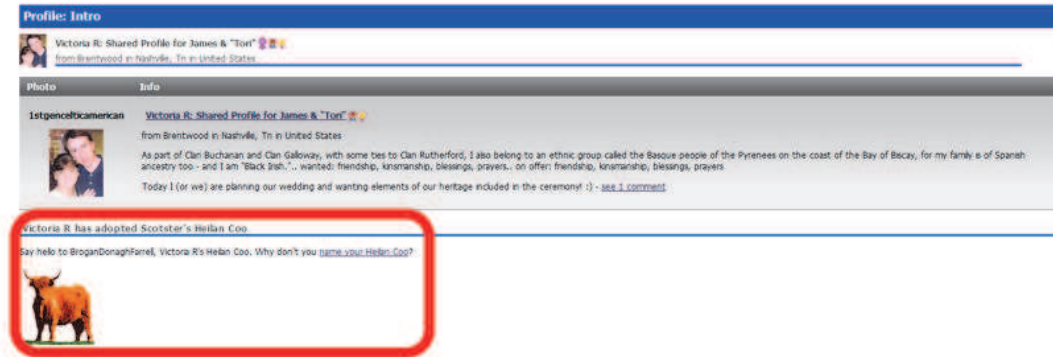 Profile: Intro
Victoria R: Shared Profile for James & "Tori"
from Brentwood in Nashville, Tn in United States
Photo Info
1stgencelticamerican Victoria R: Shared Profile for James & "Tori"
from Brentwood in Nashville, Tn in United States
As part of Clan Buchanan and Clan Galloway, with some ties to Clan Rutherford, I also belong to an ethnic group called the Basque people of the Pyrenees on the coast of the Bay of Biscay, for my family is of Spanish
ancestry too - and I am "Black Irish.".. wanted: friendship, kinsmanship, blessings, prayers.. on offer: friendship, kinsmanship, blessings, prayers
Today I (or we) are planning our wedding and wanting elements of our heritage included in the ceremony! :) - see 1 comment
Victoria R has adopted Scotster's Heilan Coo
Say hello to BroganDonaghFarrell, Victoria R's Heilan Coo. Why don't you name your Heilan Coo?